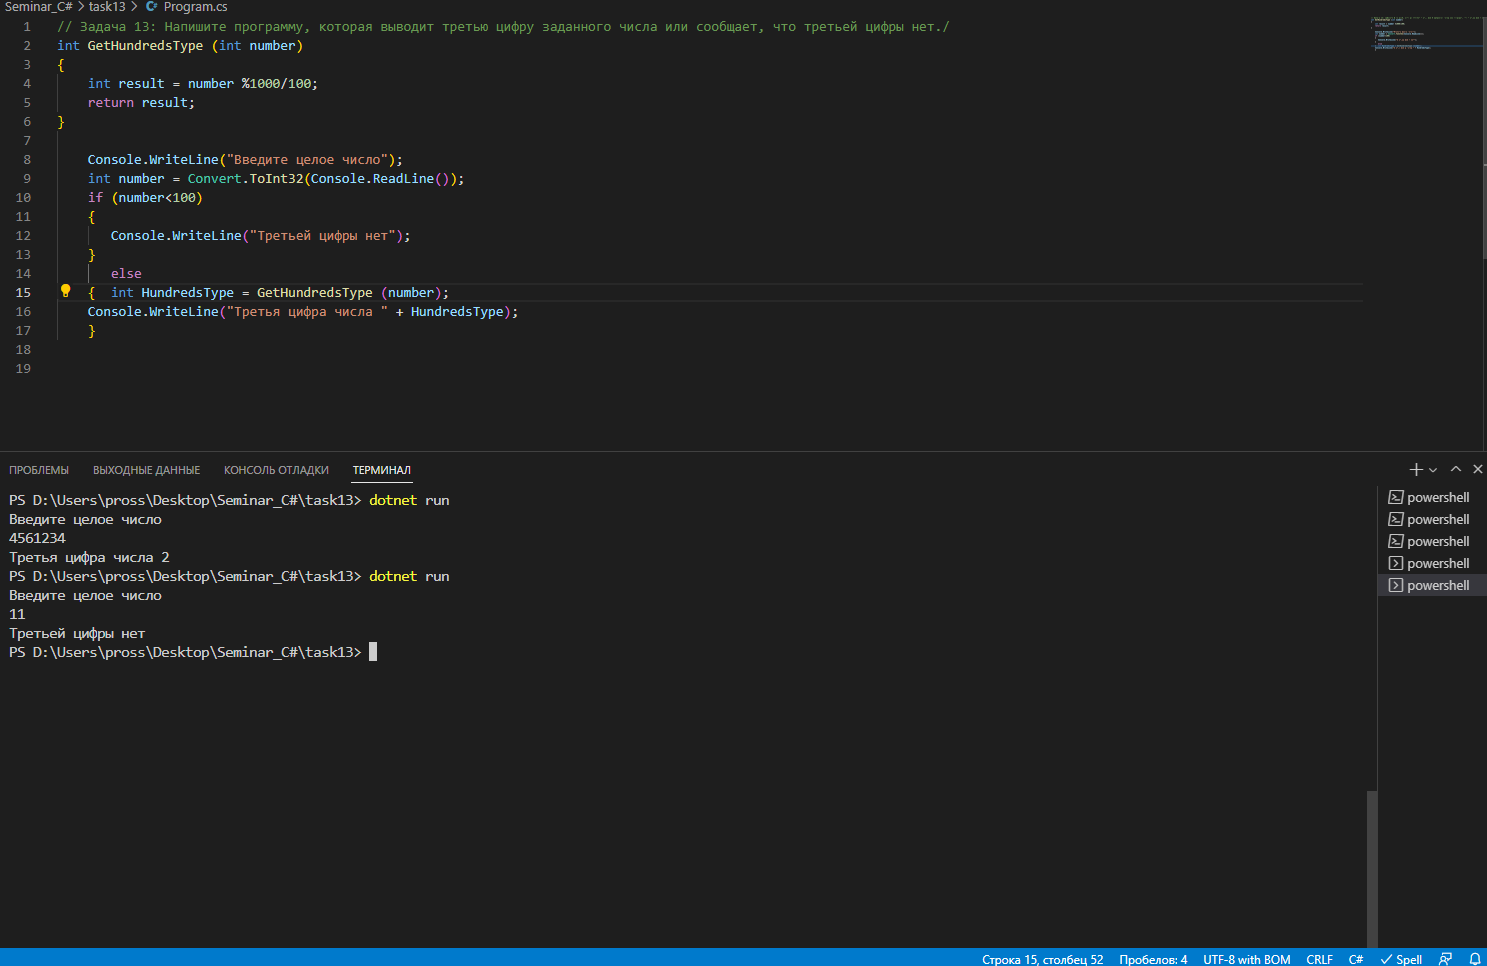 Seminar_C# > task13 > C# Program.cs
1 // Задача 13: Напишите программу, которая выводит третью цифру заданного числа или сообщает, что третьей цифры нет./
2 int GetHundredsType (int number)
3 {
4 int result = number %1000/100;
5 return result;
6 }
7
8 Console.WriteLine("Введите целое число");
9 int number = Convert.ToInt32(Console.ReadLine());
10 if (number<100)
11 {
12 Console.WriteLine("Третьей цифры нет");
13 }
14 else
15 { int HundredsType = GetHundredsType (number);
16 Console.WriteLine("Третья цифра числа " + HundredsType);
17 }
18
19
ПРОБЛЕМЫ ВЫХОДНЫЕ ДАННЫЕ КОНСОЛЬ ОТЛАДКИ ТЕРМИНАЛ
PS D:\Users\pross\Desktop\Seminar_C#\task13> dotnet run
Введите целое число
4561234
Третья цифра числа 2
PS D:\Users\pross\Desktop\Seminar_C#\task13> dotnet run
Введите целое число
11
Третьей цифры нет
PS D:\Users\pross\Desktop\Seminar_C#\task13>
powershell
powershell
powershell
powershell
powershell
Строка 15, столбец 52 Пробелов: 4 UTF-8 with BOM CRLF C# Spell